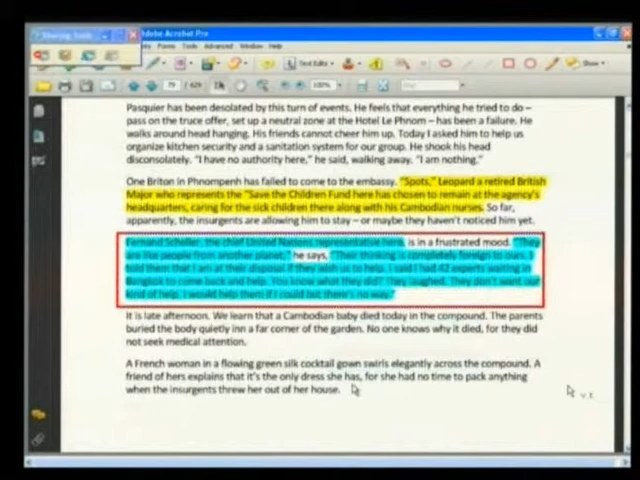 Adobe Acrobat Pro
Forms Tools Advanced Window Help
Text Edits Show
79 / 429 100%
Pasquier has been desolated by this turn of events. He feels that everything he tried to do –
pass on the truce offer, set up a neutral zone at the Hotel Le Phnom – has been a failure. He
walks around head hanging. His friends cannot cheer him up. Today I asked him to help us
organize kitchen security and a sanitation system for our group. He shook his head
disconsolately. "I have no authority here," he said, walking away. "I am nothing."
One Briton in Phnompenh has failed to come to the embassy. "Spots," Leopard a retired British
Major who represents the "Save the Children Fund here has chosen to remain at the agency's
headquarters, caring for the sick children there along with his Cambodian nurses. So far,
apparently, the insurgents are allowing him to stay – or maybe they haven't noticed him yet.
Fernand Scheller, the chief United Nations representative here, is in a frustrated mood. "They
are like people from another planet," he says, "Their thinking is completely foreign to ours. I
told them that I am at their disposal if they wish us to help. I said I had 42 experts waiting in
Bangkok to come back and help. You know what they did? They laughed. They don't want our
kind of help. I would help them if I could but there's no way."
It is late afternoon. We learn that a Cambodian baby died today in the compound. The parents
buried the body quietly inn a far corner of the garden. No one knows why it died, for they did
not seek medical attention.
A French woman in a flowing green silk cocktail gown swirls elegantly across the compound. A
friend of hers explains that it's the only dress she has, for she had no time to pack anything
when the insurgents threw her out of her house.